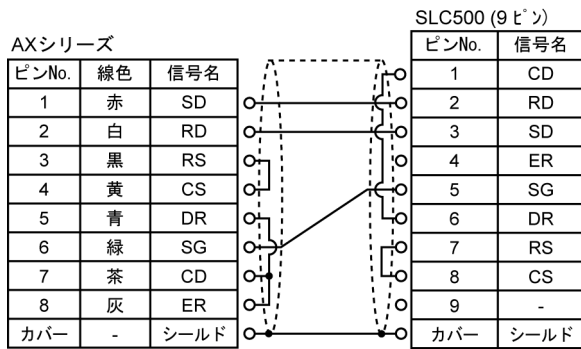 SLC500 (9 ピン)
AXシリーズ
ピンNo. 線色 信号名
1 赤 SD
2 白 RD
3 黒 RS
4 黄 CS
5 青 DR
6 緑 SG
7 茶 CD
8 灰 ER
カバー - シールド
ピンNo. 信号名
1 CD
2 RD
3 SD
4 ER
5 SG
6 DR
7 RS
8 CS
9 -
カバー シールド